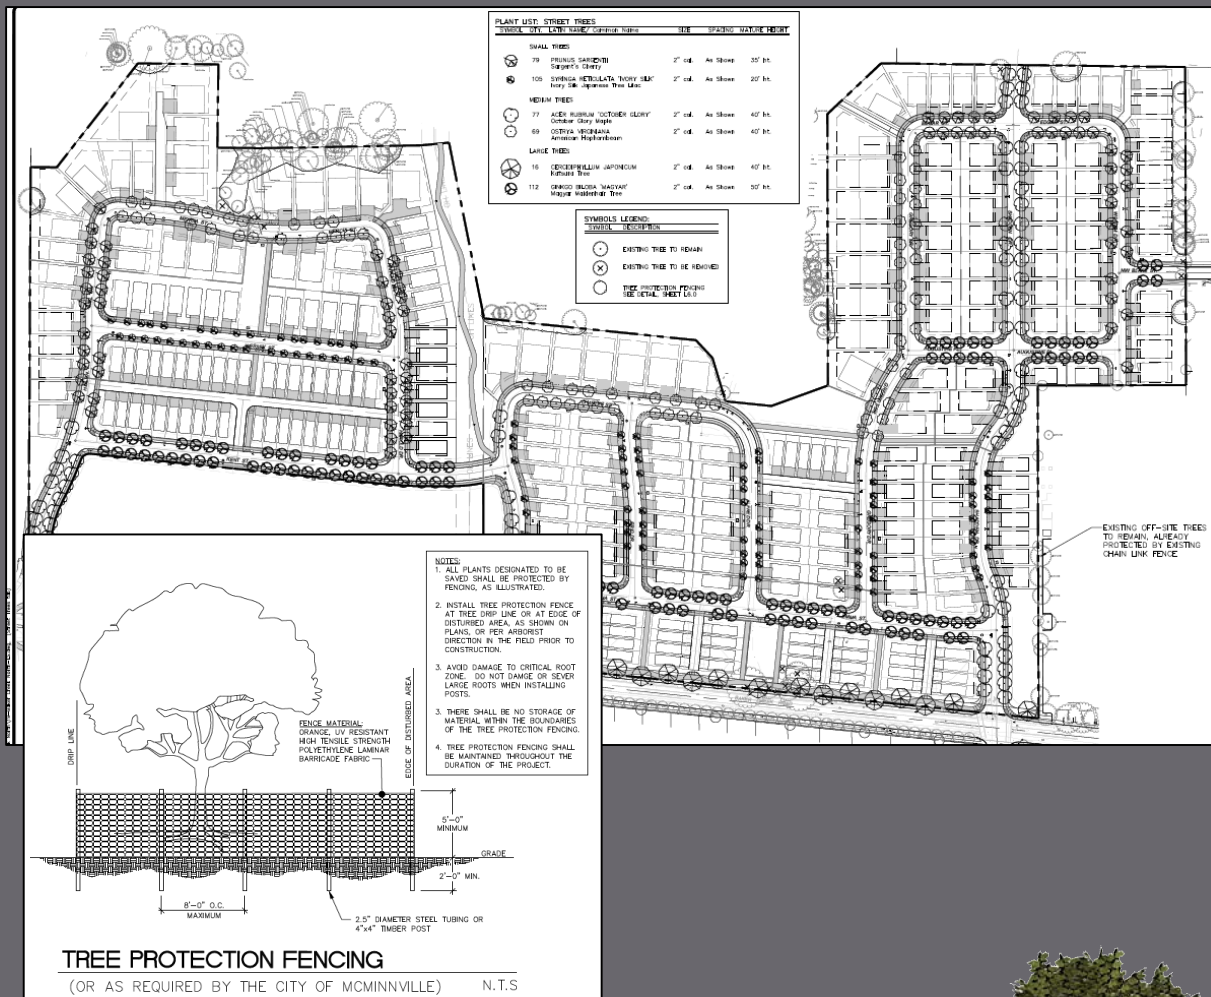 PLANT LIST: STREET TREES
SYMBOL QTY. LATIN NAME/ Common Name SIZE SPACING MATURE HEIGHT
SMALL TREES
79 PRUNUS SARGENTII 2" cal. As Shown 35' ht.
Sargent's Cherry
105 SYRINGA RETICULATA 'IVORY SILK' 2" cal. As Shown 20' ht.
Ivory Silk Japanese Tree Lilac
MEDIUM TREES
77 ACER RUBRUM 'OCTOBER GLORY' 2" cal. As Shown 40' ht.
October Glory Maple
69 OSTRYA VIRGINIANA 2" cal. As Shown 40' ht.
American Hophornbeam
LARGE TREES
16 CERCIDIPHYLLUM JAPONICUM 2" cal. As Shown 40' ht.
Katsura Tree
112 GINKGO BILOBA 'MAGYAR' 2" cal. As Shown 50' ht.
Magyar Maidenhair Tree
SYMBOLS LEGEND:
SYMBOL DESCRIPTION
EXISTING TREE TO REMAIN
EXISTING TREE TO BE REMOVED
TREE PROTECTION FENCING
SEE DETAIL, SHEET L6.0
KENT ST.
EXISTING OFF-SITE TREES
TO REMAIN, ALREADY
PROTECTED BY EXISTING
CHAIN LINK FENCE
NOTES:
1. ALL PLANTS DESIGNATED TO BE
SAVED SHALL BE PROTECTED BY
FENCING, AS ILLUSTRATED.
2. INSTALL TREE PROTECTION FENCE
AT TREE DRIP LINE OR AT EDGE OF
DISTURBED AREA, AS SHOWN ON
PLANS, OR PER ARBORIST
DIRECTION IN THE FIELD PRIOR TO
CONSTRUCTION.
3. AVOID DAMAGE TO CRITICAL ROOT
ZONE. DO NOT DAMGE OR SEVER
LARGE ROOTS WHEN INSTALLING
POSTS.
3. THERE SHALL BE NO STORAGE OF
MATERIAL WITHIN THE BOUNDARIES
OF THE TREE PROTECTION FENCING.
4. TREE PROTECTION FENCING SHALL
BE MAINTAINED THROUGHOUT THE
DURATION OF THE PROJECT.
DRIP LINE
FENCE MATERIAL:
ORANGE, UV RESISTANT
HIGH TENSILE STRENGTH
POLYETHYLENE LAMINAR
BARRICADE FABRIC
EDGE OF DISTURBED AREA
5'-0"
MINIMUM
GRADE
2'-0" MIN.
8'-0" O.C.
MAXIMUM
2.5" DIAMETER STEEL TUBING OR
4"x4" TIMBER POST
TREE PROTECTION FENCING
(OR AS REQUIRED BY THE CITY OF MCMINNVILLE) N.T.S